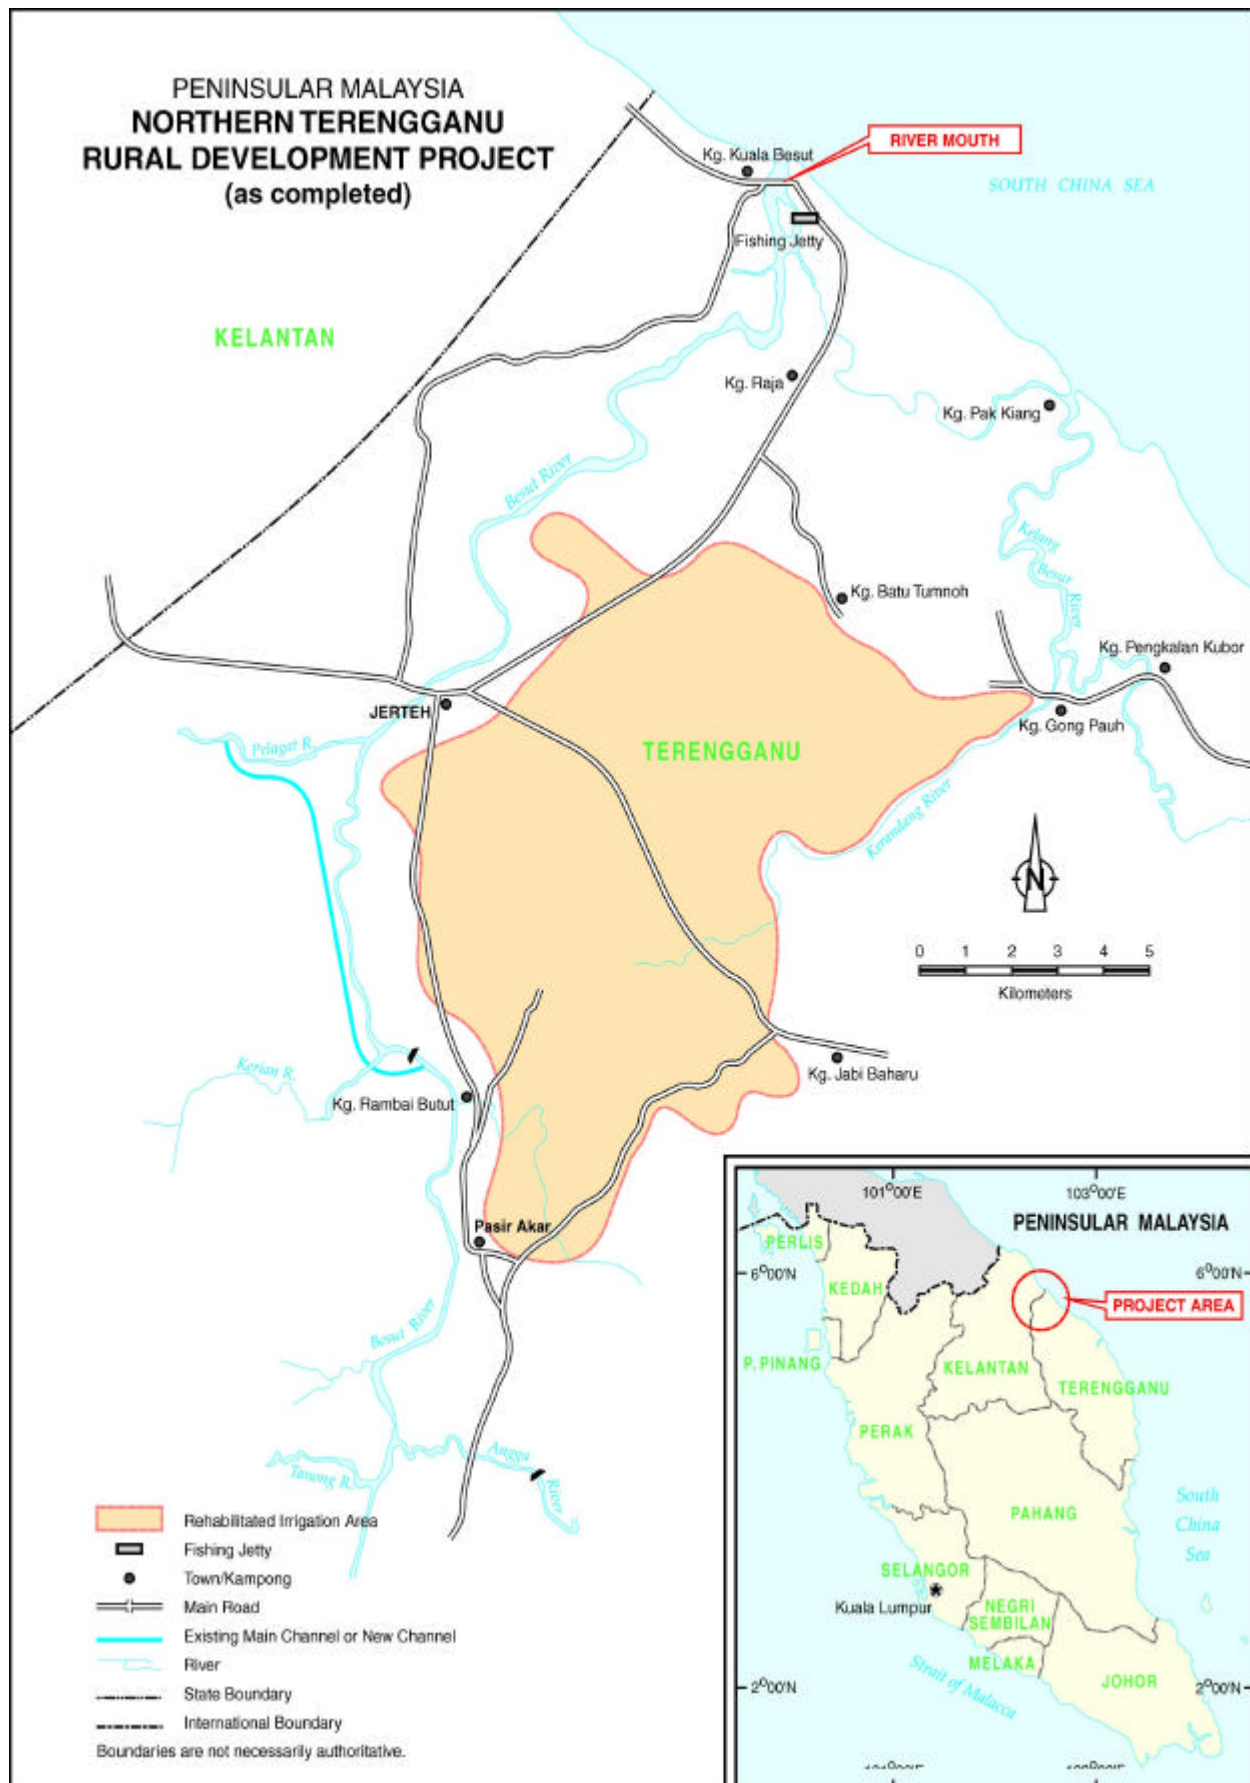 PENINSULAR MALAYSIA
NORTHERN TERENGGANU
RURAL DEVELOPMENT PROJECT
(as completed)
RIVER MOUTH
Kg. Kuala Besut
SOUTH CHINA SEA
Fishing Jetty
KELANTAN
Kg. Raja
Kg. Pak Kiang
Besut River
Kelang
Besar
River
Kg. Batu Tumnoh
Kg. Pengkalan Kubor
JERTEH
Kg. Gong Pauh
Pelagat R.
TERENGGANU
Kerandang River
N
0 1 2 3 4 5
Kilometers
Kerian R.
Kg. Jabi Baharu
Kg. Rambai Butut
Pasir Akar
Besut River
Angga
River
Tanong R.
Rehabilitated Irrigation Area
Fishing Jetty
Town/Kampong
Main Road
Existing Main Channel or New Channel
River
State Boundary
International Boundary
Boundaries are not necessarily authoritative.
101°00'E 103°00'E
PENINSULAR MALAYSIA
PERLIS
6°00'N 6°00'N
KEDAH
PROJECT AREA
P. PINANG
KELANTAN
TERENGGANU
PERAK
South
China
Sea
PAHANG
SELANGOR
Kuala Lumpur
NEGRI
SEMBILAN
MELAKA
Strait of Malacca
JOHOR
2°00'N 2°00'N